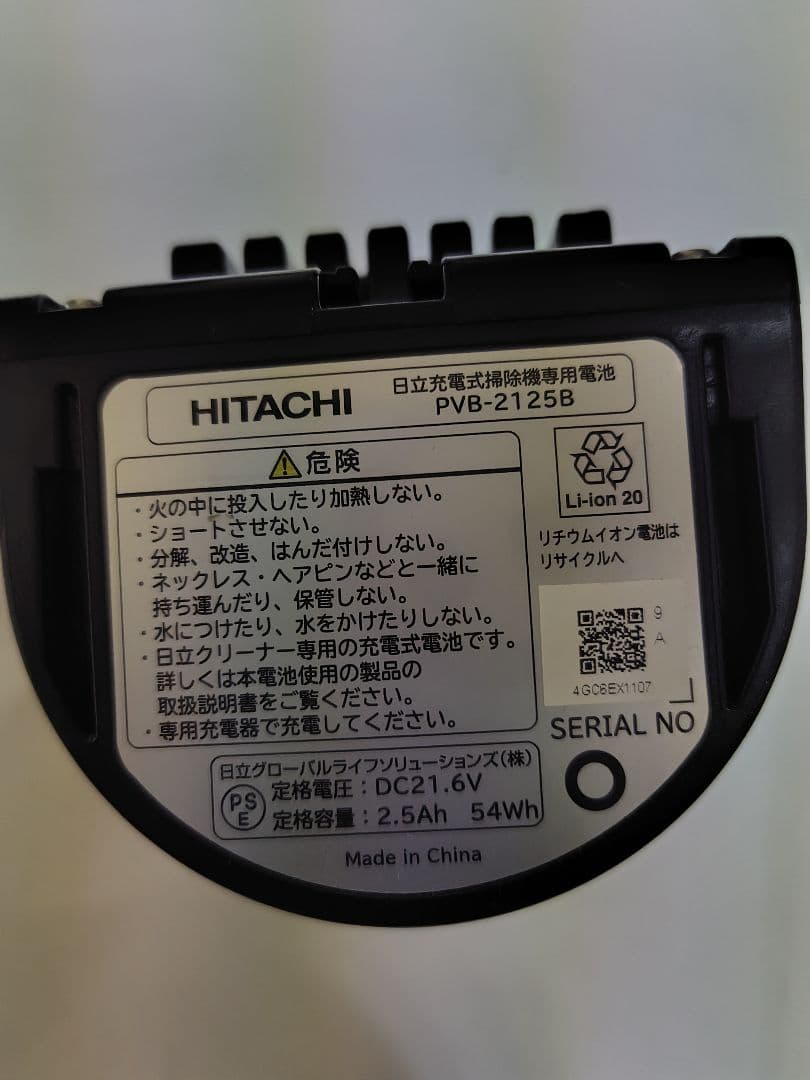 HITACHI
日立充電式掃除機専用電池
PVB-2125B
危険
・火の中に投入したり加熱しない。
・ショートさせない。
・分解、改造、はんだ付けしない。
・ネックレス・ヘアピンなどと一緒に
持ち運んだり、保管しない。
・水につけたり、水をかけたりしない。
・日立クリーナー専用の充電式電池です。
詳しくは本電池使用の製品の
取扱説明書をご覧ください。
・専用充電器で充電してください。
Li-ion 20
リチウムイオン電池は
リサイクルへ
9
A
4GC6EX1107
SERIAL NO
日立グローバルライフソリューションズ(株)
PS
E
定格電圧：DC21.6V
定格容量：2.5Ah 54Wh
Made in China